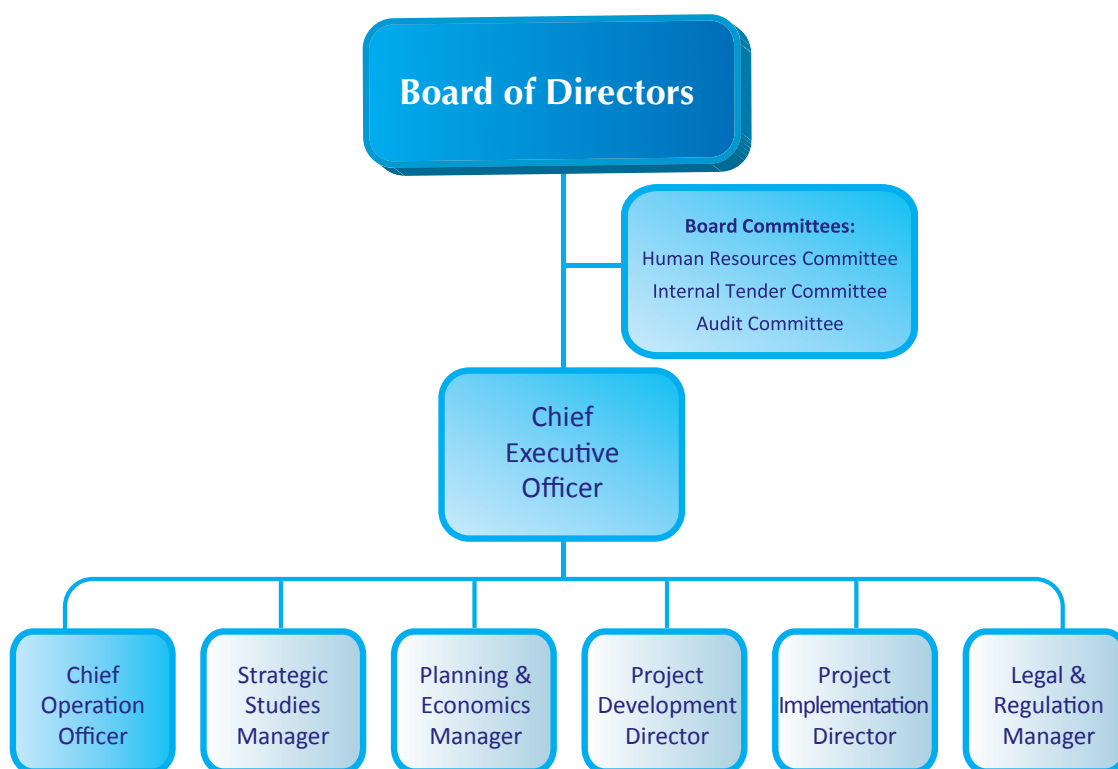 Board of Directors
Board Committees:
Human Resources Committee
Internal Tender Committee
Audit Committee
Chief
Executive
Officer
Chief
Operation
Officer
Strategic
Studies
Manager
Planning &
Economics
Manager
Project
Development
Director
Project
Implementation
Director
Legal &
Regulation
Manager